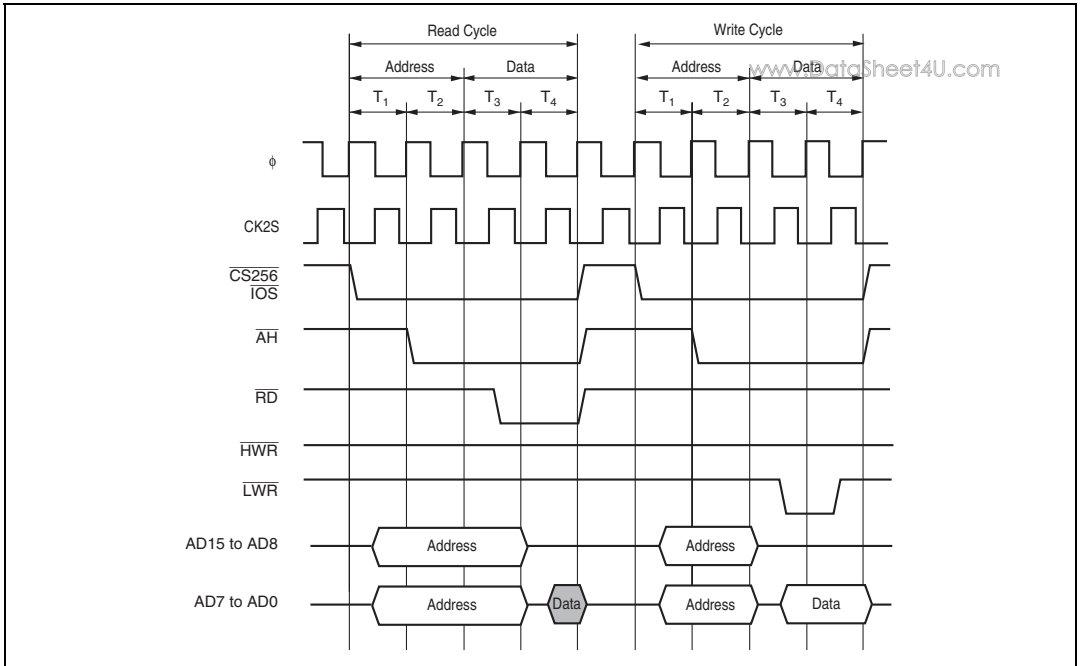 Read Cycle Write Cycle
Address Data Address Data
www.DataSheet4U.com
T1 T2 T3 T4 T1 T2 T3 T4
φ
CK2S
CS256
IOS
AH
RD
HWR
LWR
AD15 to AD8 Address Address
AD7 to AD0 Address Data Address Data